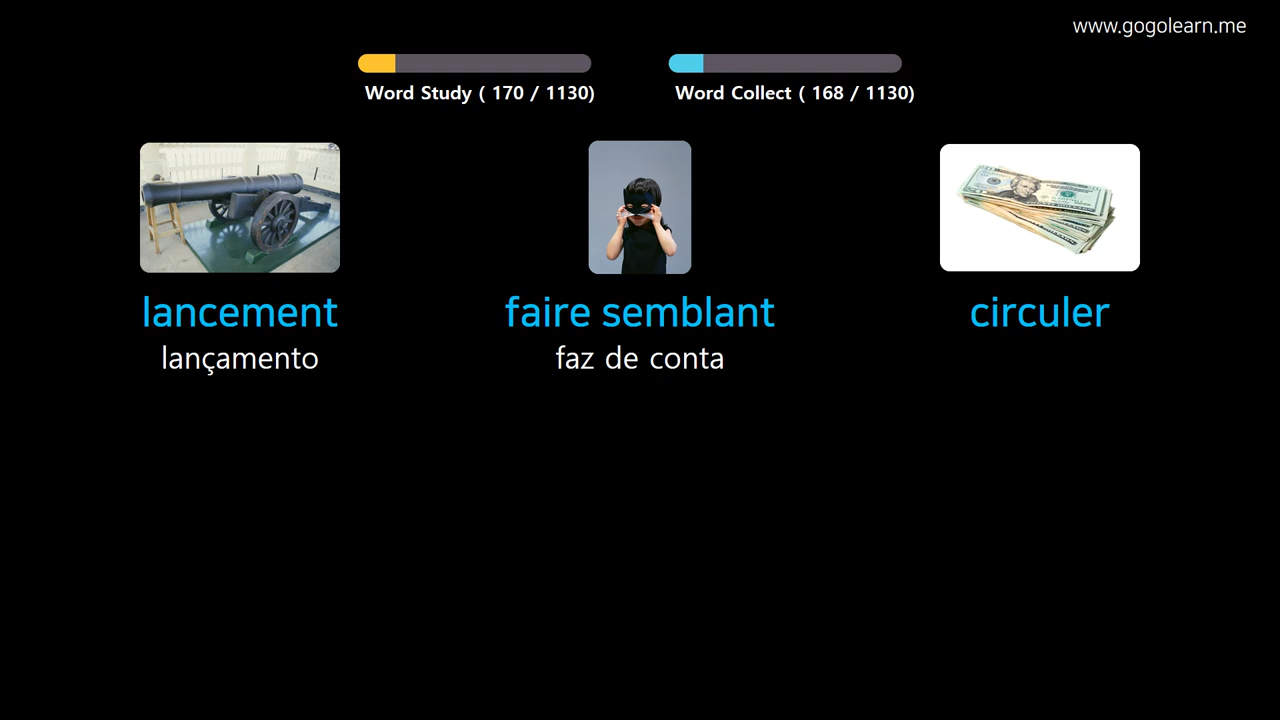 www.gogolearn.me
Word Study ( 170 / 1130)
Word Collect ( 168 / 1130)
lancement
faire semblant
circuler
lançamento
faz de conta